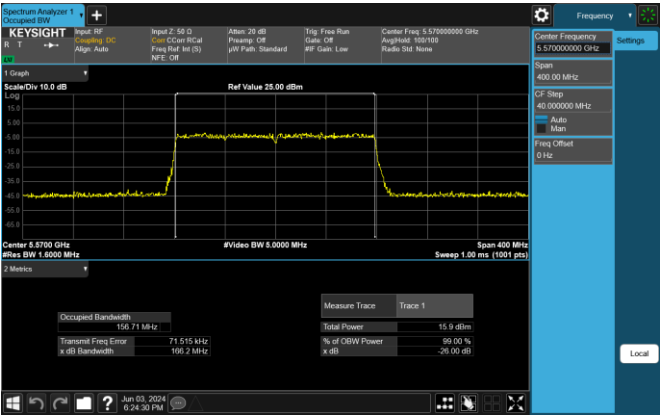 Spectrum Analyzer 1
Occupied BW
Frequency
KEYSIGHT
R T
Input: RF
Coupling: DC
Align: Auto
Input Z: 50 Ω
Corr CCorr RCal
Freq Ref: Int (S)
NFE: Off
Atten: 20 dB
Preamp: Off
µW Path: Standard
Trig: Free Run
Gate: Off
#IF Gain: Low
Center Freq: 5.570000000 GHz
Avg|Hold: 100/100
Radio Std: None
Center Frequency
5.570000000 GHz
Settings
Span
400.00 MHz
CF Step
40.000000 MHz
Auto
Man
Freq Offset
0 Hz
1 Graph
Scale/Div 10.0 dB
Ref Value 25.00 dBm
Log
15.0
5.00
-5.00
-15.0
-25.0
-35.0
-45.0
-55.0
-65.0
Center 5.5700 GHz
#Video BW 5.0000 MHz
Span 400 MHz
#Res BW 1.6000 MHz
Sweep 1.00 ms (1001 pts)
2 Metrics
Measure Trace
Trace 1
Occupied Bandwidth
156.71 MHz
Total Power
15.9 dBm
Transmit Freq Error
71.515 kHz
% of OBW Power
99.00 %
x dB Bandwidth
166.2 MHz
x dB
-26.00 dB
Local
Jun 03, 2024
6:24:30 PM